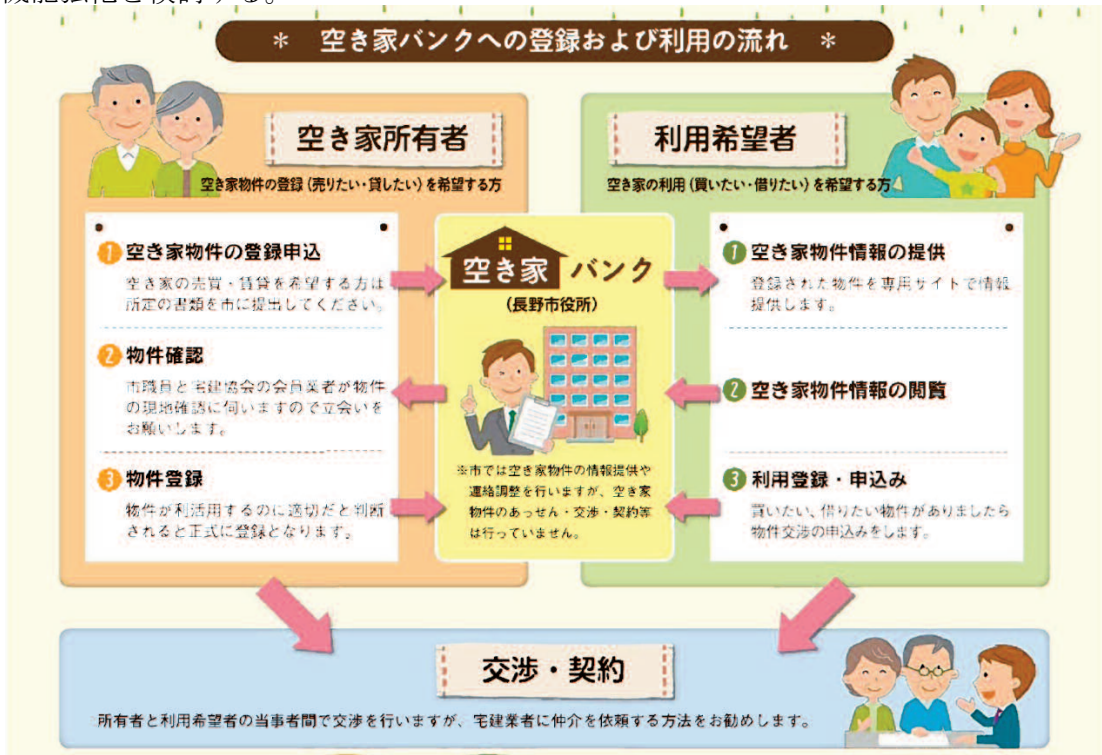 機能強化を検討する。
* 空き家バンクへの登録および利用の流れ *
空き家所有者
空き家物件の登録(売りたい・貸したい)を希望する方
1 空き家物件の登録申込
空き家の売買・賃貸を希望する方は
所定の書類を市に提出してください。
2 物件確認
市職員と宅建協会の会員業者が物件
の現地確認に伺いますので立会いを
お願いします。
3 物件登録
物件が利活用するのに適切だと判断
されると正式に登録となります。
空き家バンク
(長野市役所)
※市では空き家物件の情報提供や
連絡調整を行いますが、空き家
物件のあっせん・交渉・契約等
は行っていません。
利用希望者
空き家の利用(買いたい・借りたい)を希望する方
1 空き家物件情報の提供
登録された物件を専用サイトで情報
提供します。
2 空き家物件情報の閲覧
3 利用登録・申込み
買いたい、借りたい物件がありましたら
物件交渉の申込みをします。
交渉・契約
所有者と利用希望者の当事者間で交渉を行いますが、宅建業者に仲介を依頼する方法をお勧めします。